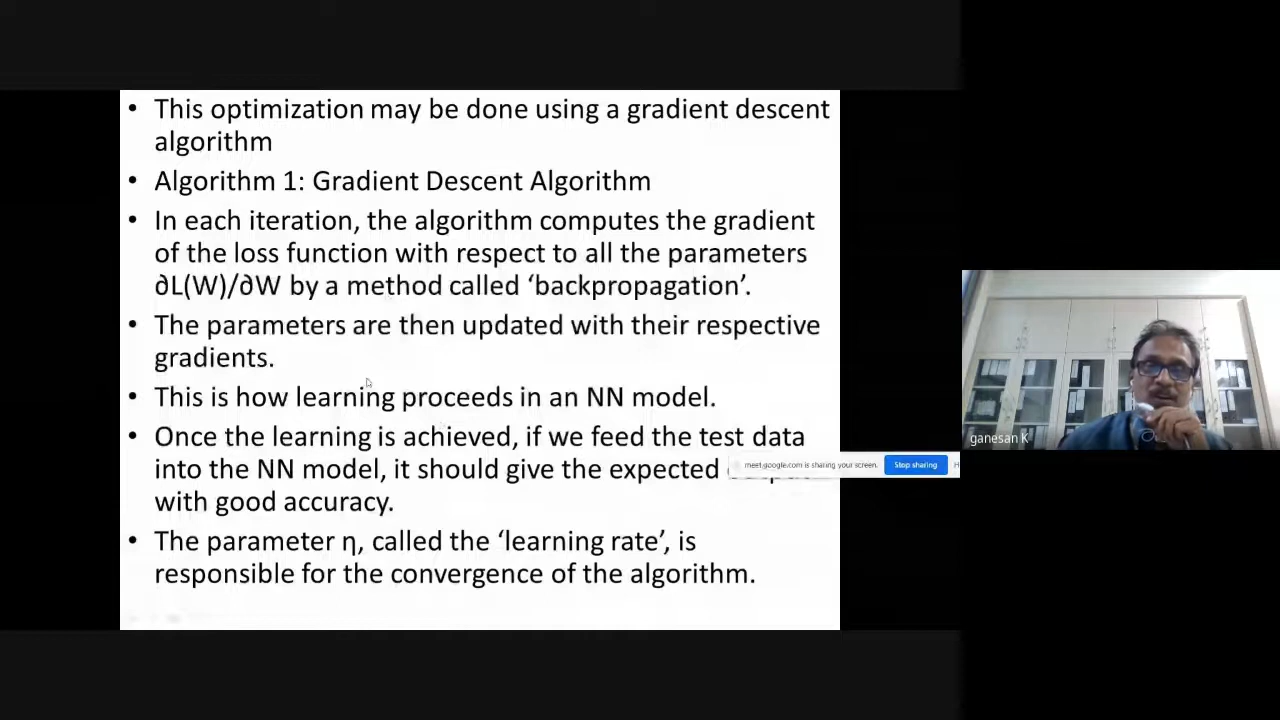 • This optimization may be done using a gradient descent
algorithm
• Algorithm 1: Gradient Descent Algorithm
• In each iteration, the algorithm computes the gradient
of the loss function with respect to all the parameters
∂L(W)/∂W by a method called ‘backpropagation’.
• The parameters are then updated with their respective
gradients.
• This is how learning proceeds in an NN model.
• Once the learning is achieved, if we feed the test data
into the NN model, it should give the expected
with good accuracy.
• The parameter η, called the ‘learning rate’, is
responsible for the convergence of the algorithm.
ganesan K
meet.google.com is sharing your screen.
Stop sharing